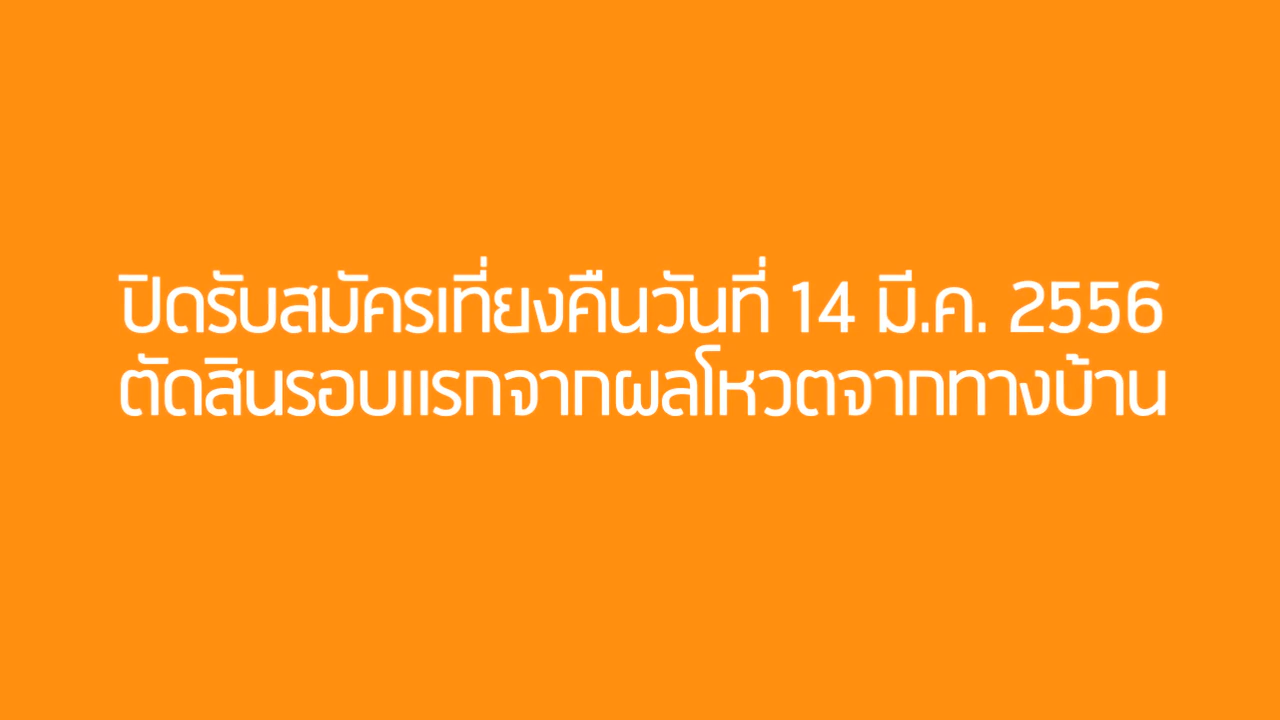 ปิดรับสมัครเที่ยงคืนวันที่ 14 มี.ค. 2556
ตัดสินรอบแรกจากผลโหวตจากทางบ้าน